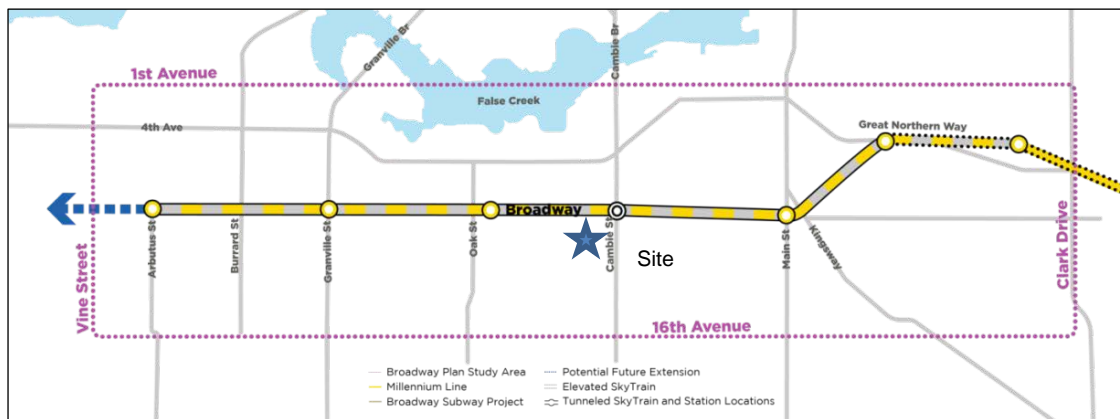 Granville Br
Cambie Br
1st Avenue
False Creek
4th Ave
Great Northern Way
Broadway
Arbutus St
Burrard St
Granville St
Oak St
Cambie St
Main St
Kingsway
Site
Vine Street
Clark Drive
16th Avenue
Broadway Plan Study Area
Millennium Line
Broadway Subway Project
Potential Future Extension
Elevated SkyTrain
Tunneled SkyTrain and Station Locations